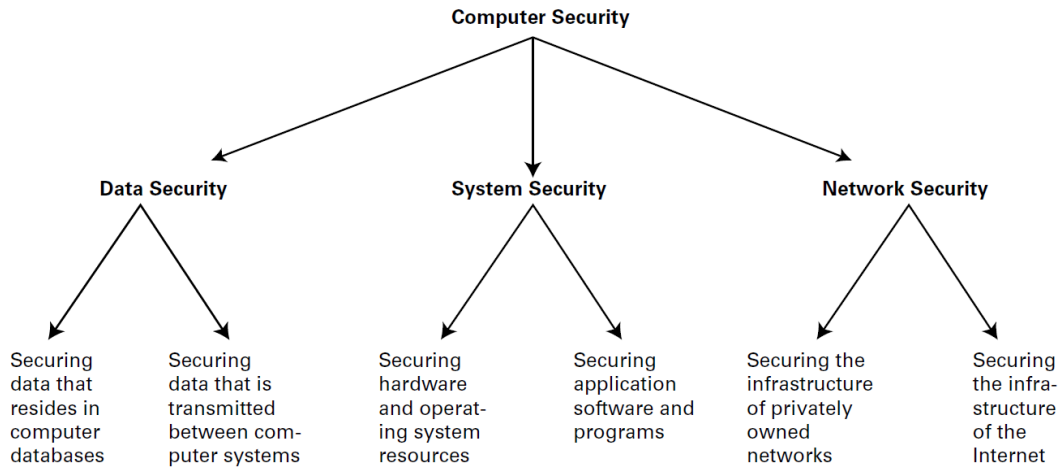 Computer Security
Data Security
System Security
Network Security
Securing
data that
resides in
computer
databases
Securing
data that is
transmitted
between com-
puter systems
Securing
hardware
and operat-
ing system
resources
Securing
application
software and
programs
Securing the
infrastructure
of privately
owned
networks
Securing
the infra-
structure
of the
Internet